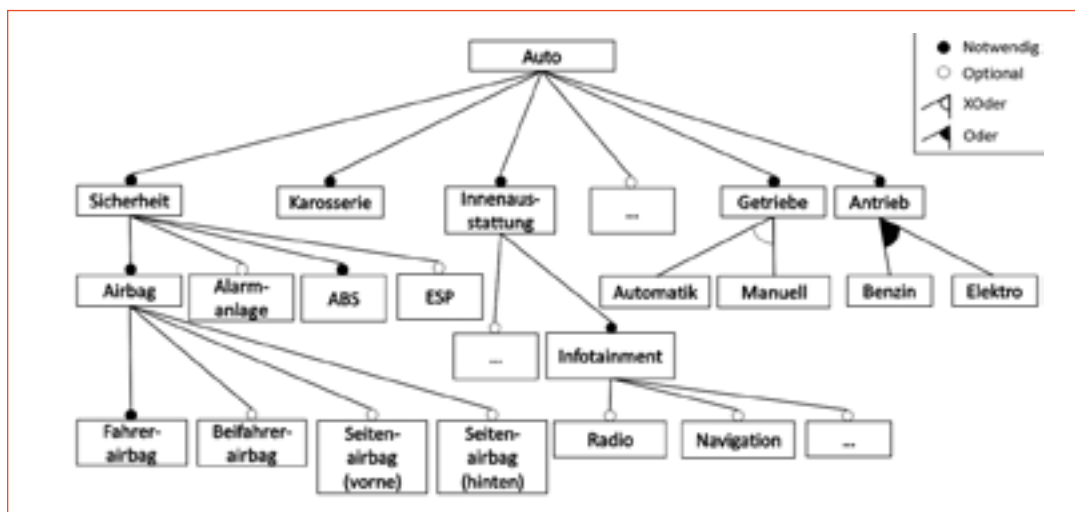 Auto
Notwendig
Optional
XOder
Oder
Sicherheit
Karosserie
Innenaus-
stattung
...
Getriebe
Antrieb
Airbag
Alarm-
anlage
ABS
ESP
Automatik
Manuell
Benzin
Elektro
...
Infotainment
Fahrer-
airbag
Beifahrer-
airbag
Seiten-
airbag
(vorne)
Seiten-
airbag
(hinten)
Radio
Navigation
...